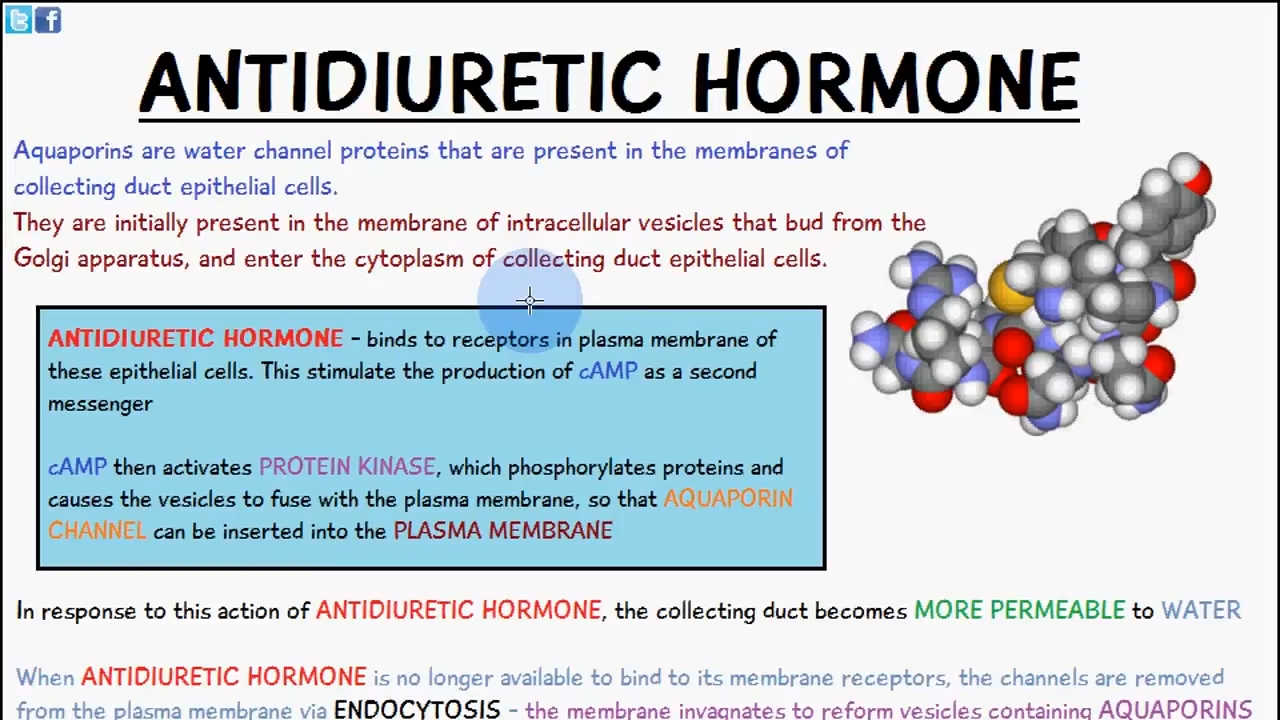 ANTIDIURETIC HORMONE
Aquaporins are water channel proteins that are present in the membranes of
collecting duct epithelial cells.
They are initially present in the membrane of intracellular vesicles that bud from the
Golgi apparatus, and enter the cytoplasm of collecting duct epithelial cells.
ANTIDIURETIC HORMONE - binds to receptors in plasma membrane of
these epithelial cells. This stimulate the production of cAMP as a second
messenger
cAMP then activates PROTEIN KINASE, which phosphorylates proteins and
causes the vesicles to fuse with the plasma membrane, so that AQUAPORIN
CHANNEL can be inserted into the PLASMA MEMBRANE
In response to this action of ANTIDIURETIC HORMONE, the collecting duct becomes MORE PERMEABLE to WATER
When ANTIDIURETIC HORMONE is no longer available to bind to its membrane receptors, the channels are removed
from the plasma membrane via ENDOCYTOSIS - the membrane invagnates to reform vesicles containing AQUAPORINS